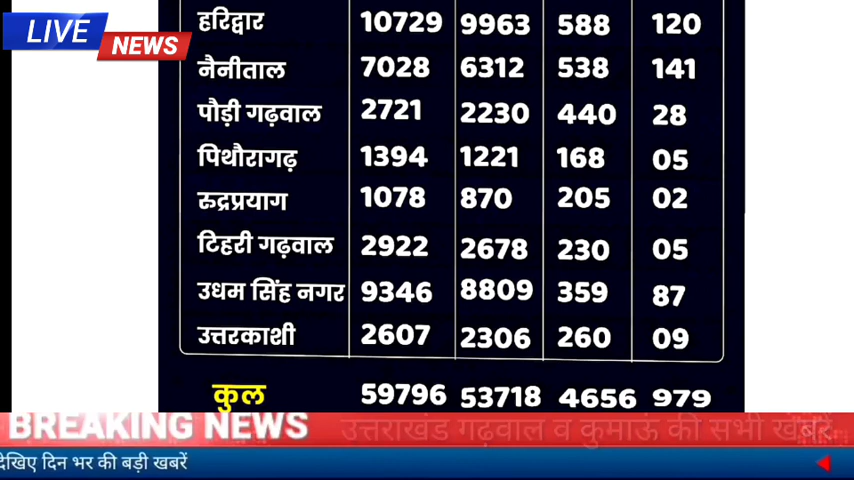 LIVE
NEWS
हरिद्वार 10729 9963 588 120
नैनीताल 7028 6312 538 141
पौड़ी गढ़वाल 2721 2230 440 28
पिथौरागढ़ 1394 1221 168 05
रुद्रप्रयाग 1078 870 205 02
टिहरी गढ़वाल 2922 2678 230 05
उधम सिंह नगर 9346 8809 359 87
उत्तरकाशी 2607 2306 260 09
कुल 59796 53718 4656 979
BREAKING NEWS
उत्तराखंड गढ़वाल व कुमाऊं की सभी खबरें
देखिए दिन भर की बड़ी खबरें